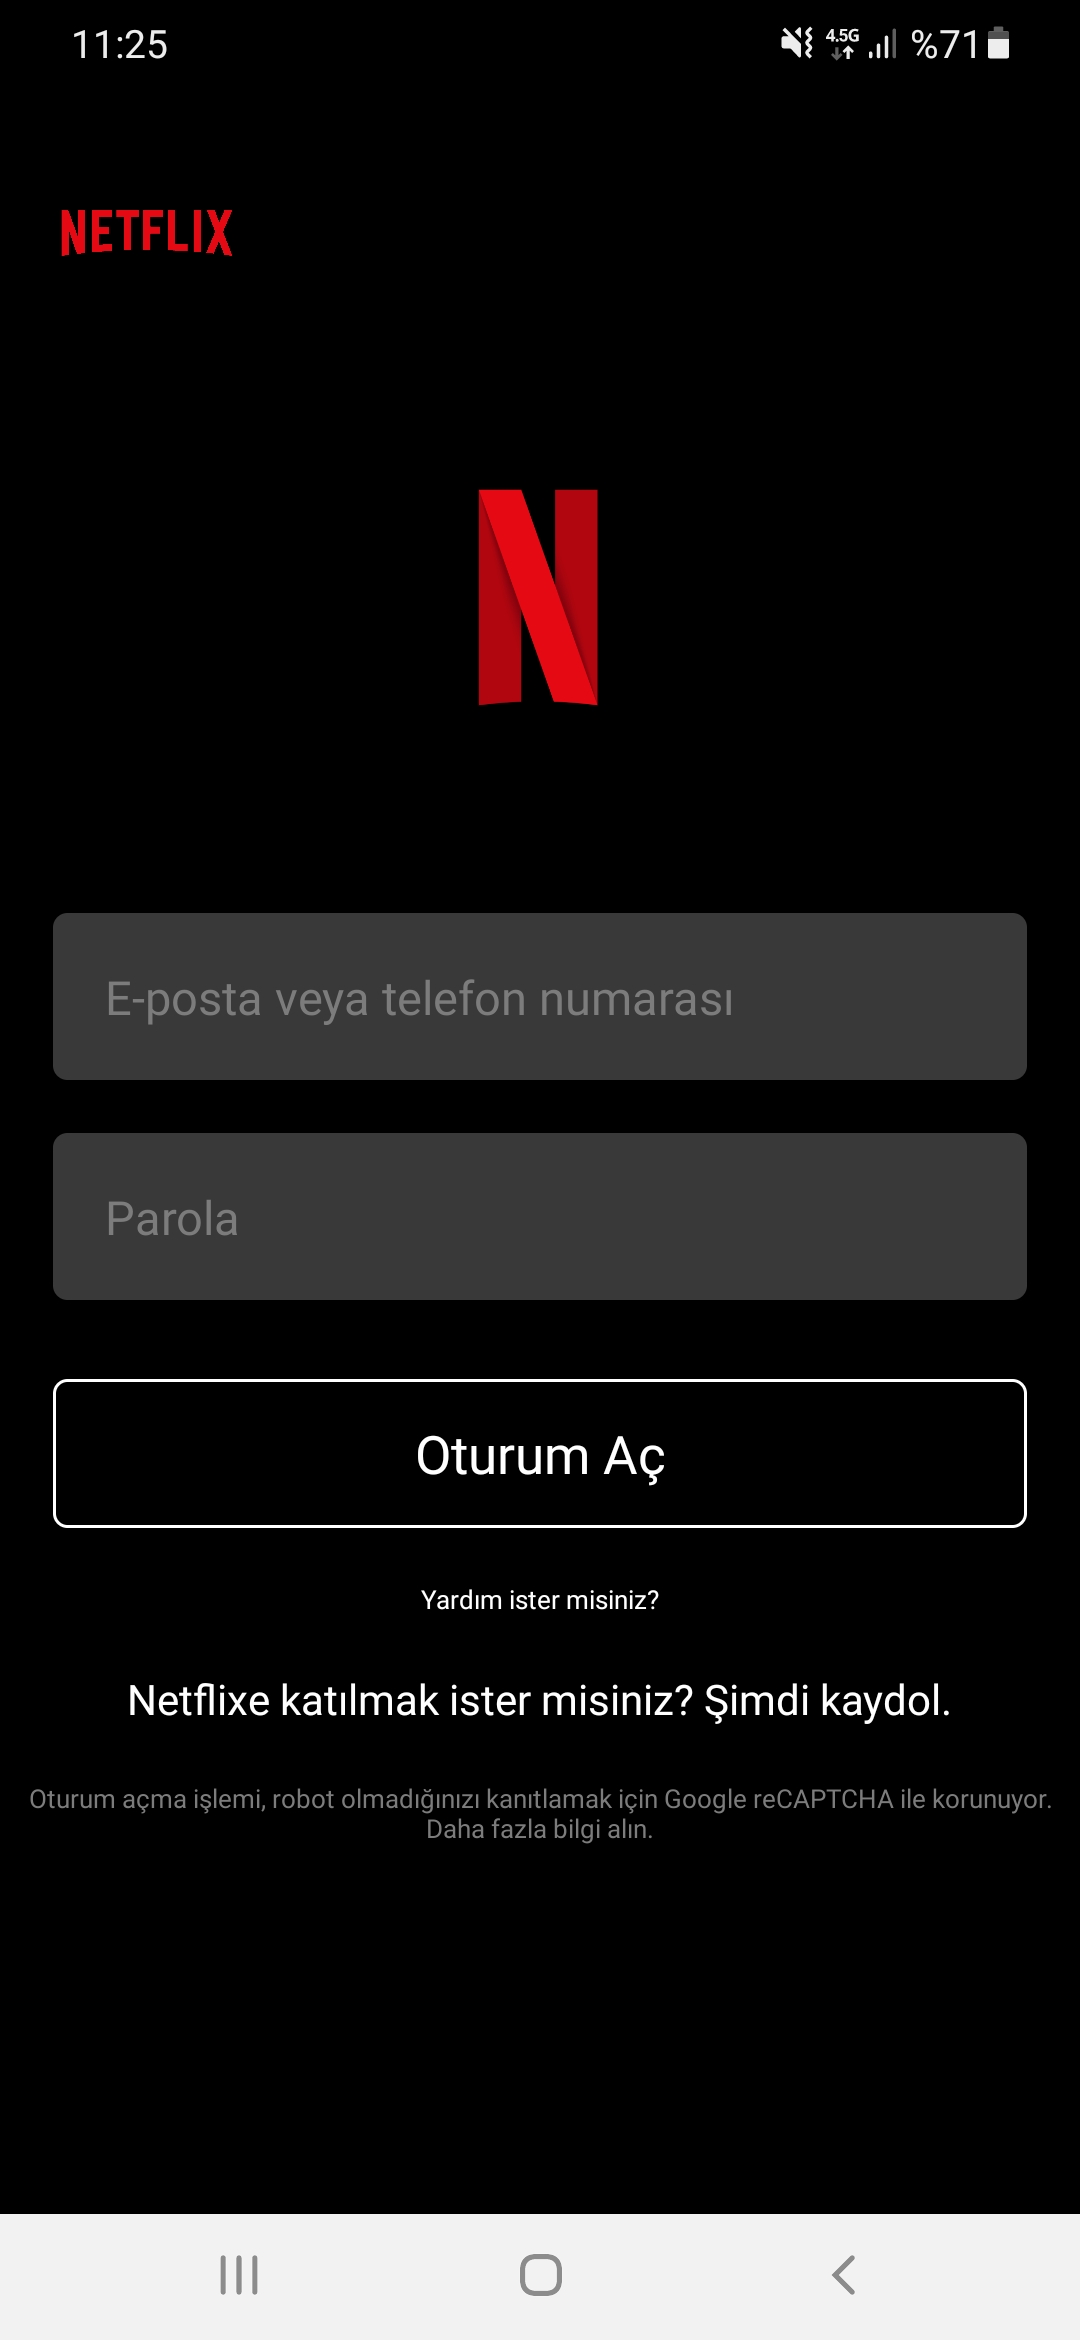 11:25
4.5G
%71
NETFLIX
N
E-posta veya telefon numarası
Parola
Oturum Aç
Yardım ister misiniz?
Netflixe katılmak ister misiniz? Şimdi kaydol.
Oturum açma işlemi, robot olmadığınızı kanıtlamak için Google reCAPTCHA ile korunuyor.
Daha fazla bilgi alın.